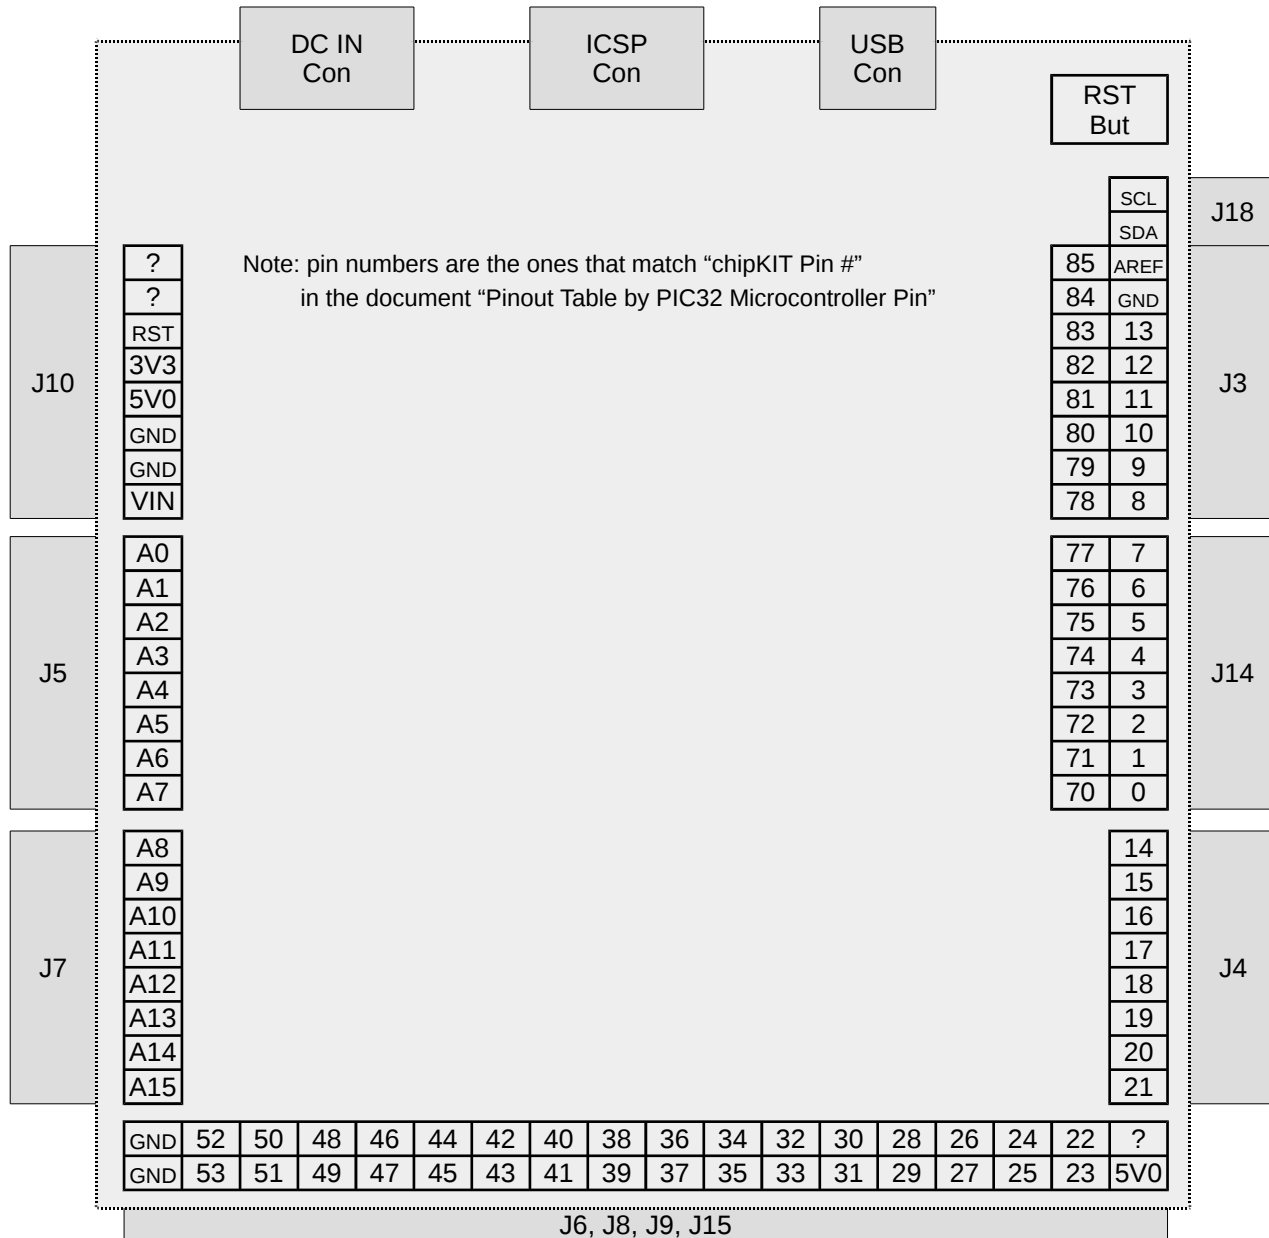 DC IN
Con
ICSP
Con
USB
Con
RST
But
SCL
SDA
J18
Note: pin numbers are the ones that match “chipKIT Pin #”
in the document “Pinout Table by PIC32 Microcontroller Pin”
J10
?
?
RST
3V3
5V0
GND
GND
VIN
85 AREF
84 GND
83 13
82 12
81 11
80 10
79 9
78 8
J3
J5
A0
A1
A2
A3
A4
A5
A6
A7
77 7
76 6
75 5
74 4
73 3
72 2
71 1
70 0
J14
J7
A8
A9
A10
A11
A12
A13
A14
A15
14
15
16
17
18
19
20
21
J4
GND 52 50 48 46 44 42 40 38 36 34 32 30 28 26 24 22 ?
GND 53 51 49 47 45 43 41 39 37 35 33 31 29 27 25 23 5V0
J6, J8, J9, J15